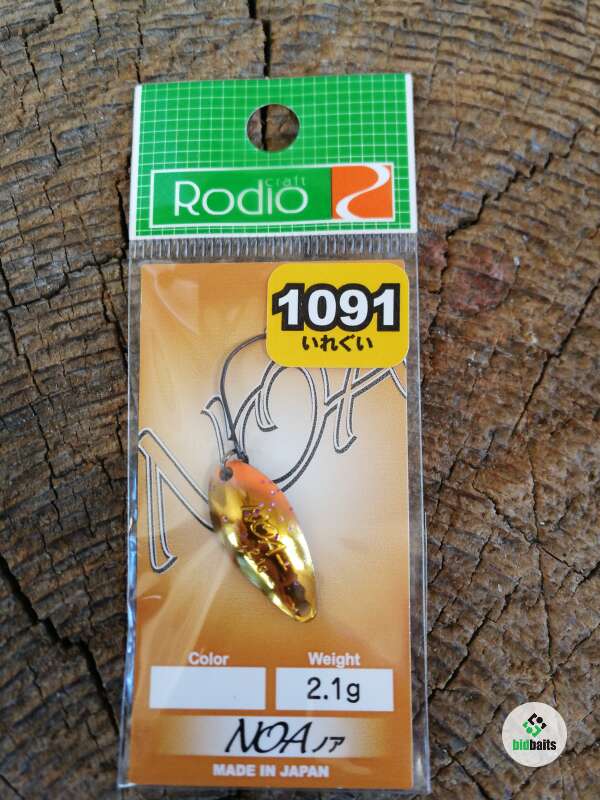 Rodio craft
1091
いれぐい
NOA
NOA
Color
Weight
2.1g
NOA ノア
MADE IN JAPAN
bidbaits